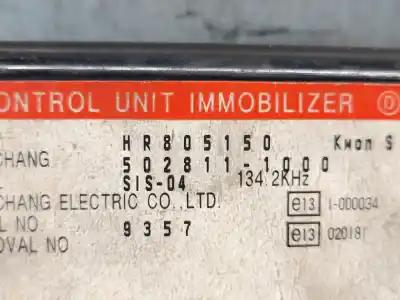 ONTROL UNIT IMMOBILIZER D
HR805150 Kwon S
CHANG 502811-1000
SIS-04 134.2KHz
CHANG ELECTRIC CO.,LTD. e13 1-000034
L NO. 9357
OVAL NO e13 020181